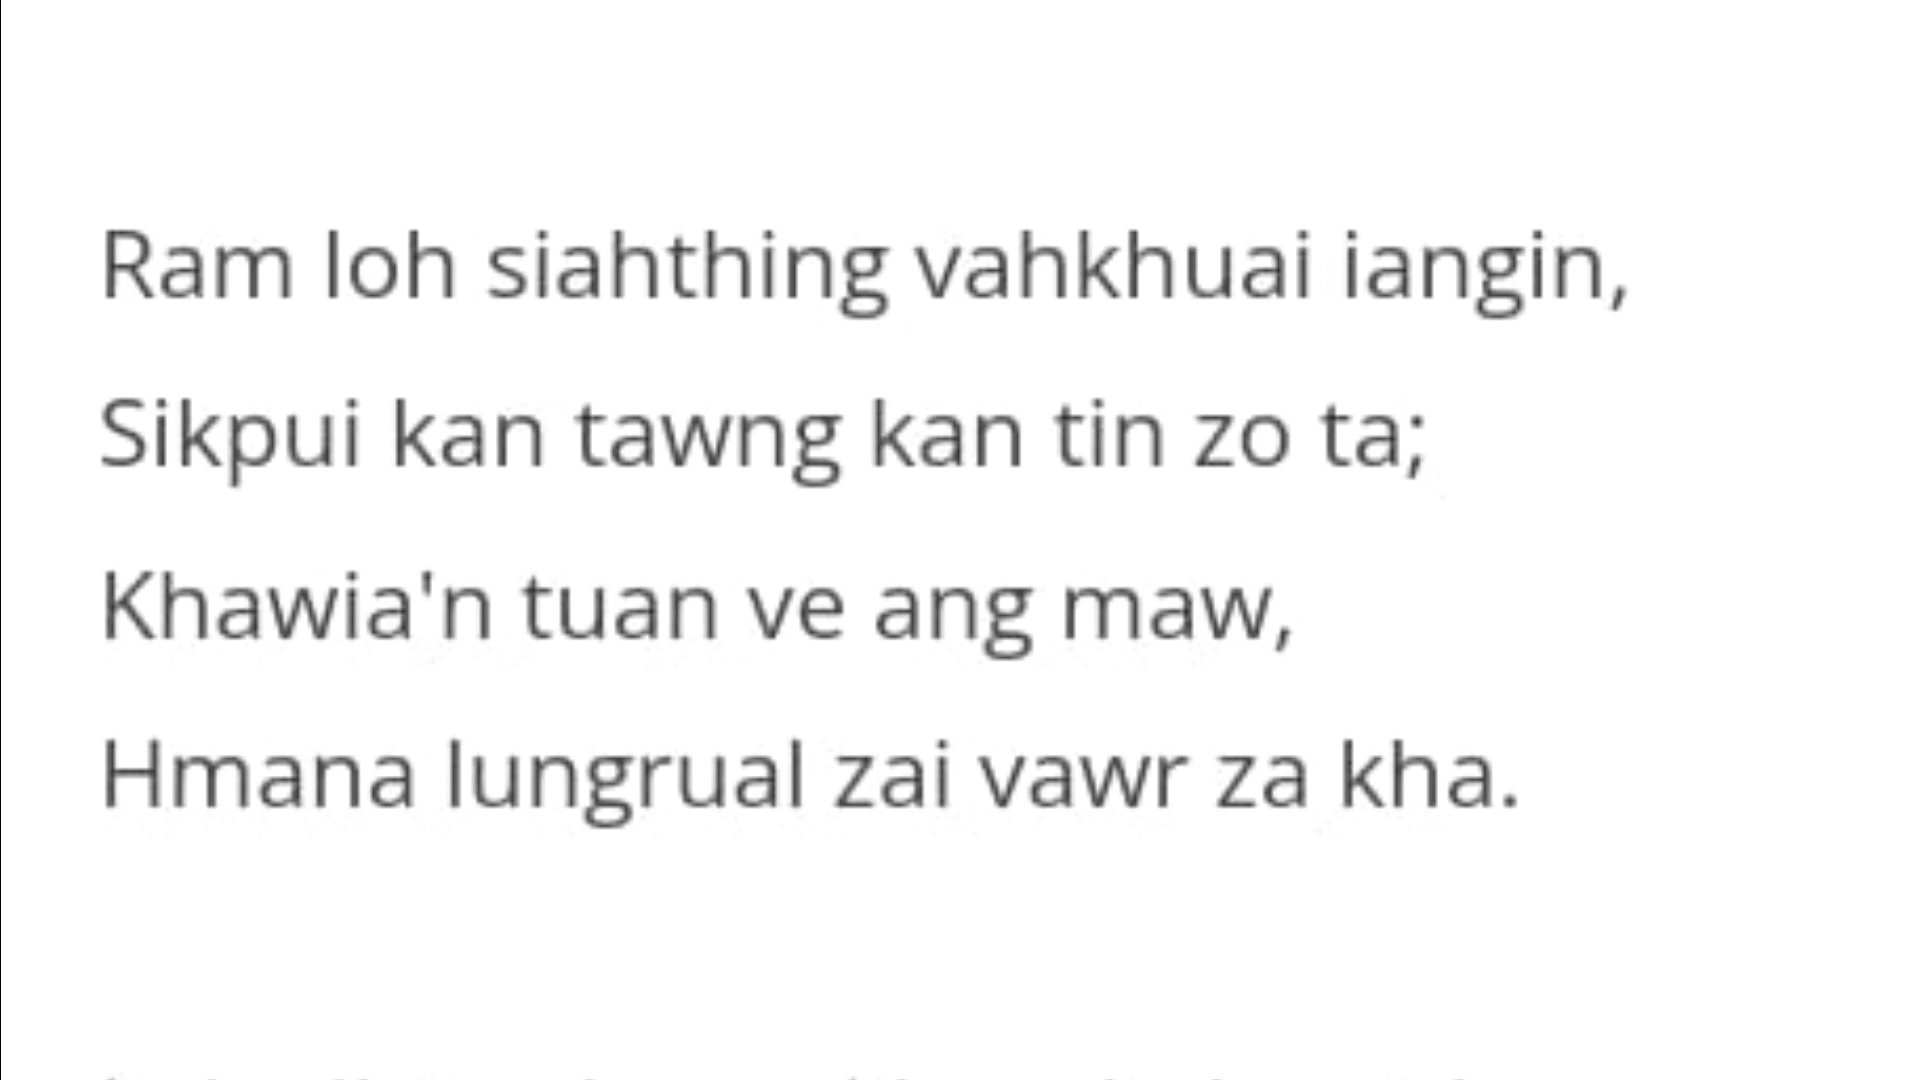 Ram loh siahthing vahkhuai iangin,
Sikpui kan tawng kan tin zo ta;
Khawia'n tuan ve ang maw,
Hmana lungrual zai vawr za kha.